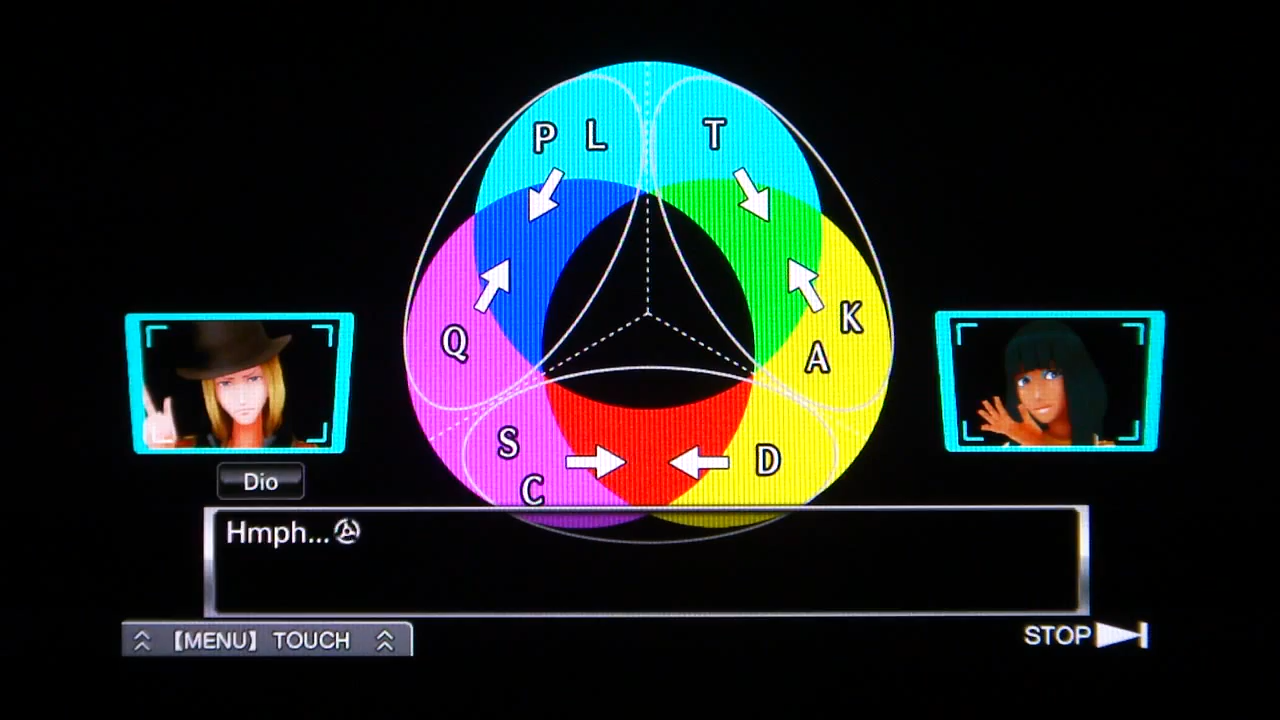 P L T
Q K
A
S D
C
Dio
Hmph...
【MENU】 TOUCH
STOP